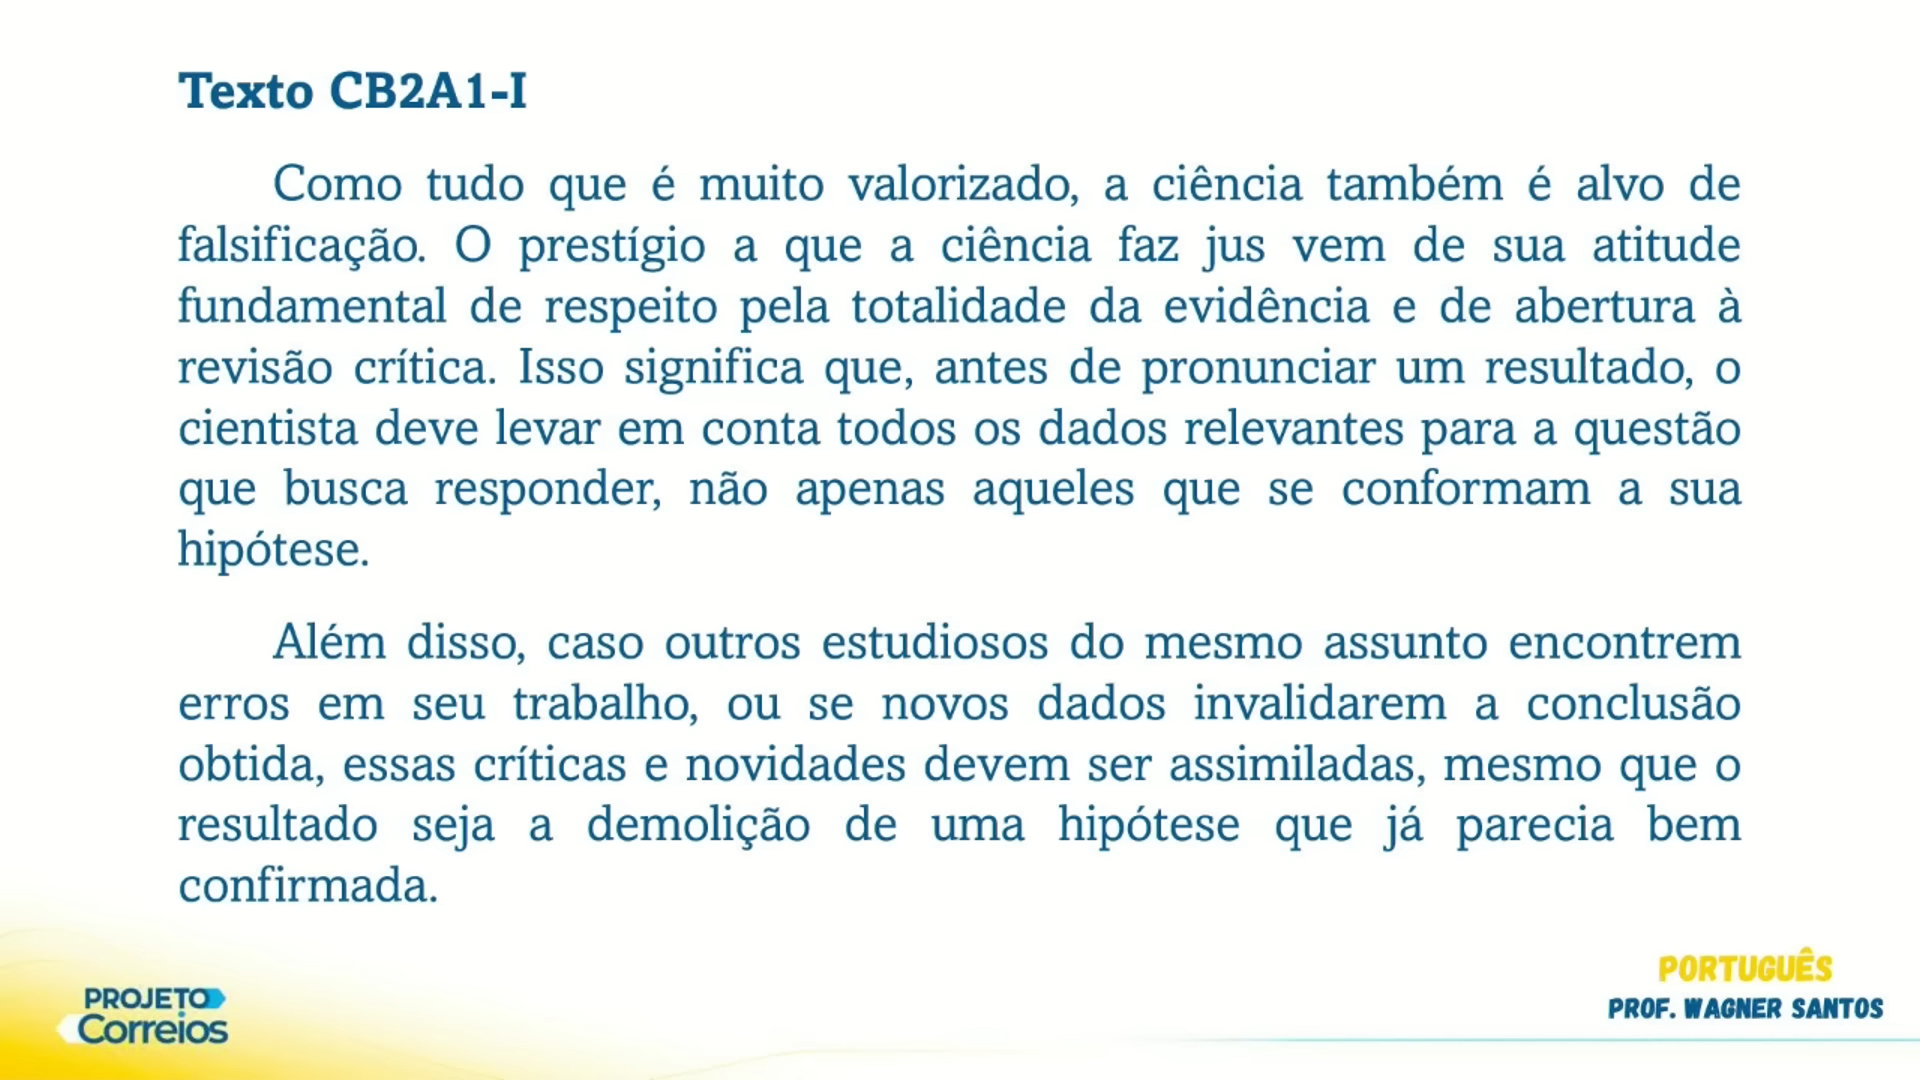 Texto CB2A1-I
Como tudo que é muito valorizado, a ciência também é alvo de
falsificação. O prestígio a que a ciência faz jus vem de sua atitude
fundamental de respeito pela totalidade da evidência e de abertura à
revisão crítica. Isso significa que, antes de pronunciar um resultado, o
cientista deve levar em conta todos os dados relevantes para a questão
que busca responder, não apenas aqueles que se conformam a sua
hipótese.
Além disso, caso outros estudiosos do mesmo assunto encontrem
erros em seu trabalho, ou se novos dados invalidarem a conclusão
obtida, essas críticas e novidades devem ser assimiladas, mesmo que o
resultado seja a demolição de uma hipótese que já parecia bem
confirmada.
PROJETO
Correios
PORTUGUÊS
PROF. WAGNER SANTOS